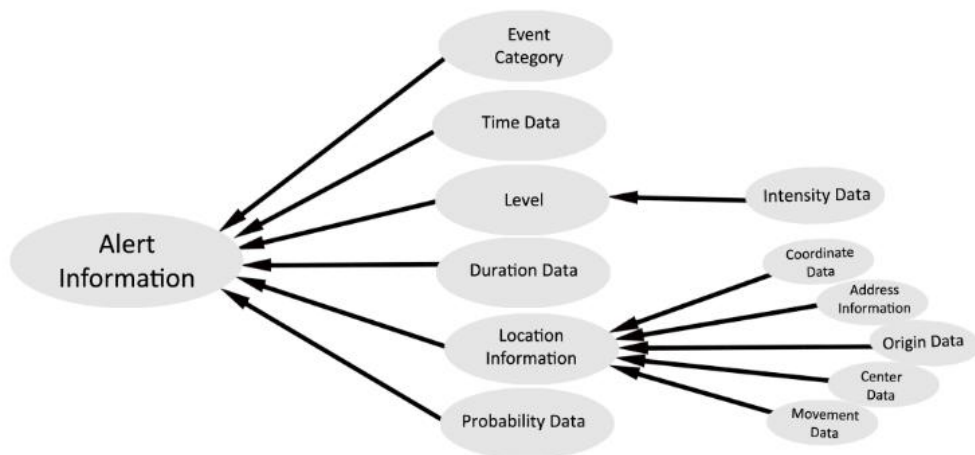 Event
Category
Time Data
Level
Intensity Data
Alert
Information
Duration Data
Coordinate
Data
Address
Information
Location
Information
Origin Data
Center
Data
Movement
Data
Probability Data